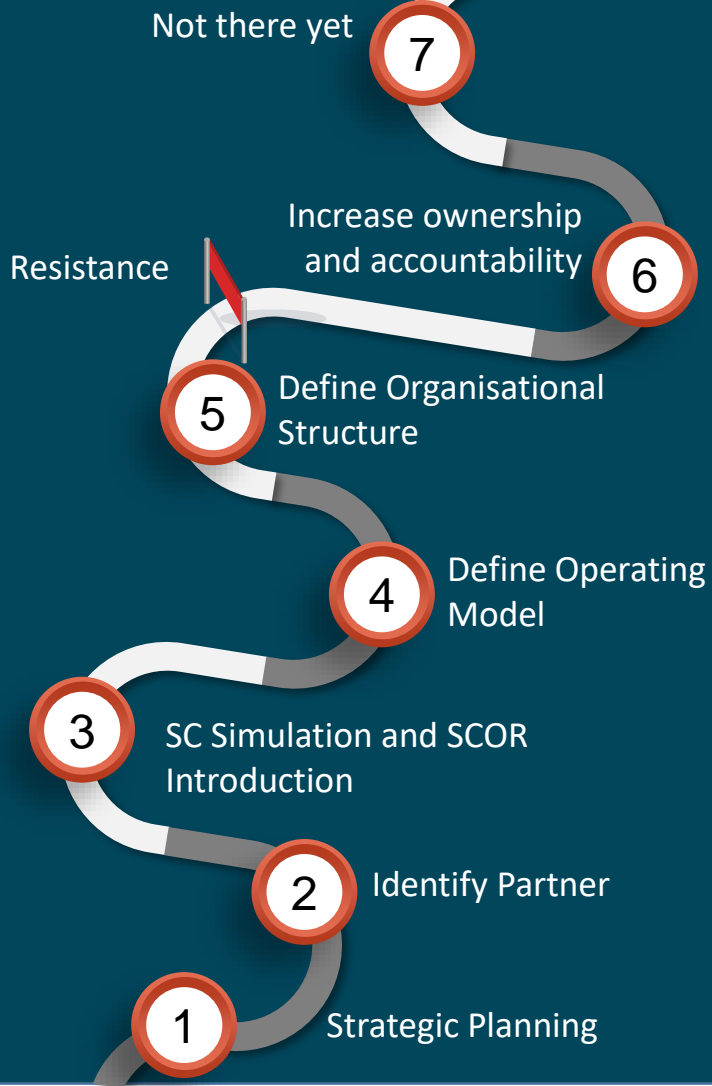 Not there yet
7
Increase ownership
and accountability
6
Resistance
5
Define Organisational
Structure
4
Define Operating
Model
3
SC Simulation and SCOR
Introduction
2
Identify Partner
1
Strategic Planning